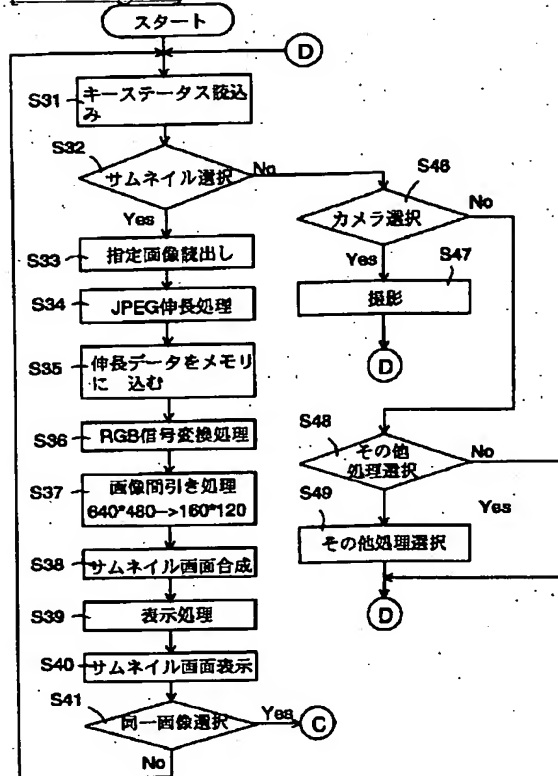 スタート
D
S31
キーステータス読込
み
S32
サムネイル選択
No
Yes
S33
指定画像読出し
S34
JPEG伸長処理
S35
伸長データをメモリ
に 込む
S36
RGB信号変換処理
S37
画像間引き処理
640*480-->160*120
S38
サムネイル画面合成
S39
表示処理
S40
サムネイル画面表示
S41
同一画像選択
Yes
C
No
S46
カメラ選択
No
Yes
S47
撮影
D
S48
その他
処理選択
No
Yes
S49
その他処理選択
D